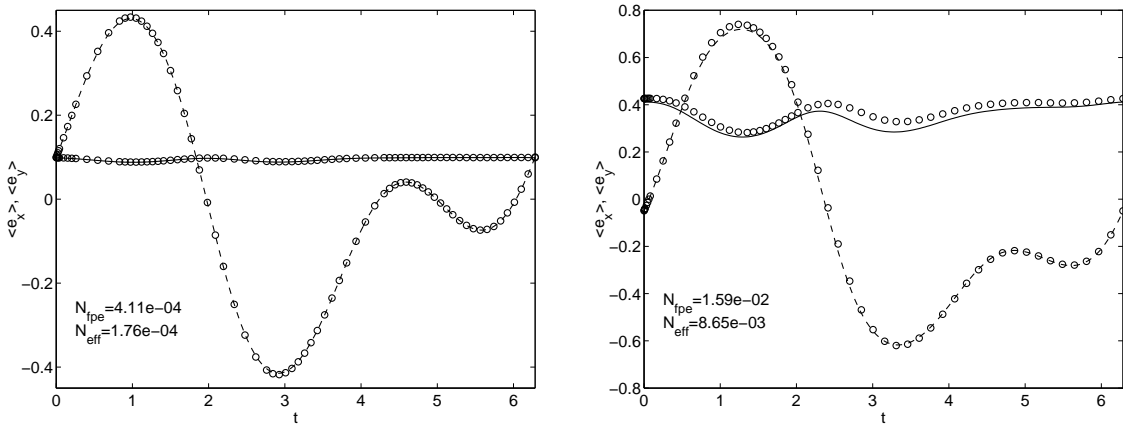 0.4
0.2
0
−0.2
−0.4
<e_x>, <e_y>
N_fpe=4.11e−04
N_eff=1.76e−04
0 1 2 3 4 5 6
t
0.8
0.6
0.4
0.2
0
−0.2
−0.4
−0.6
−0.8
<e_x>, <e_y>
N_fpe=1.59e−02
N_eff=8.65e−03
0 1 2 3 4 5 6
t